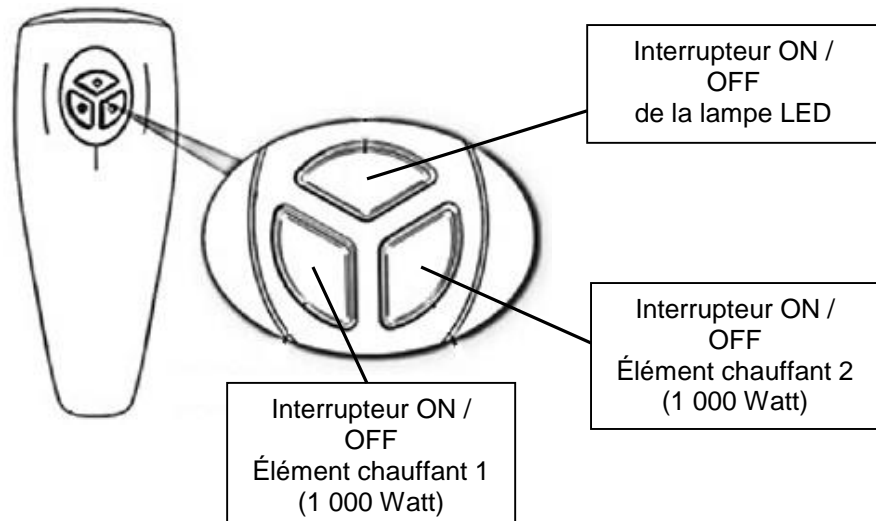 Interrupteur ON /
OFF
de la lampe LED
Interrupteur ON /
OFF
Élément chauffant 2
(1 000 Watt)
Interrupteur ON /
OFF
Élément chauffant 1
(1 000 Watt)